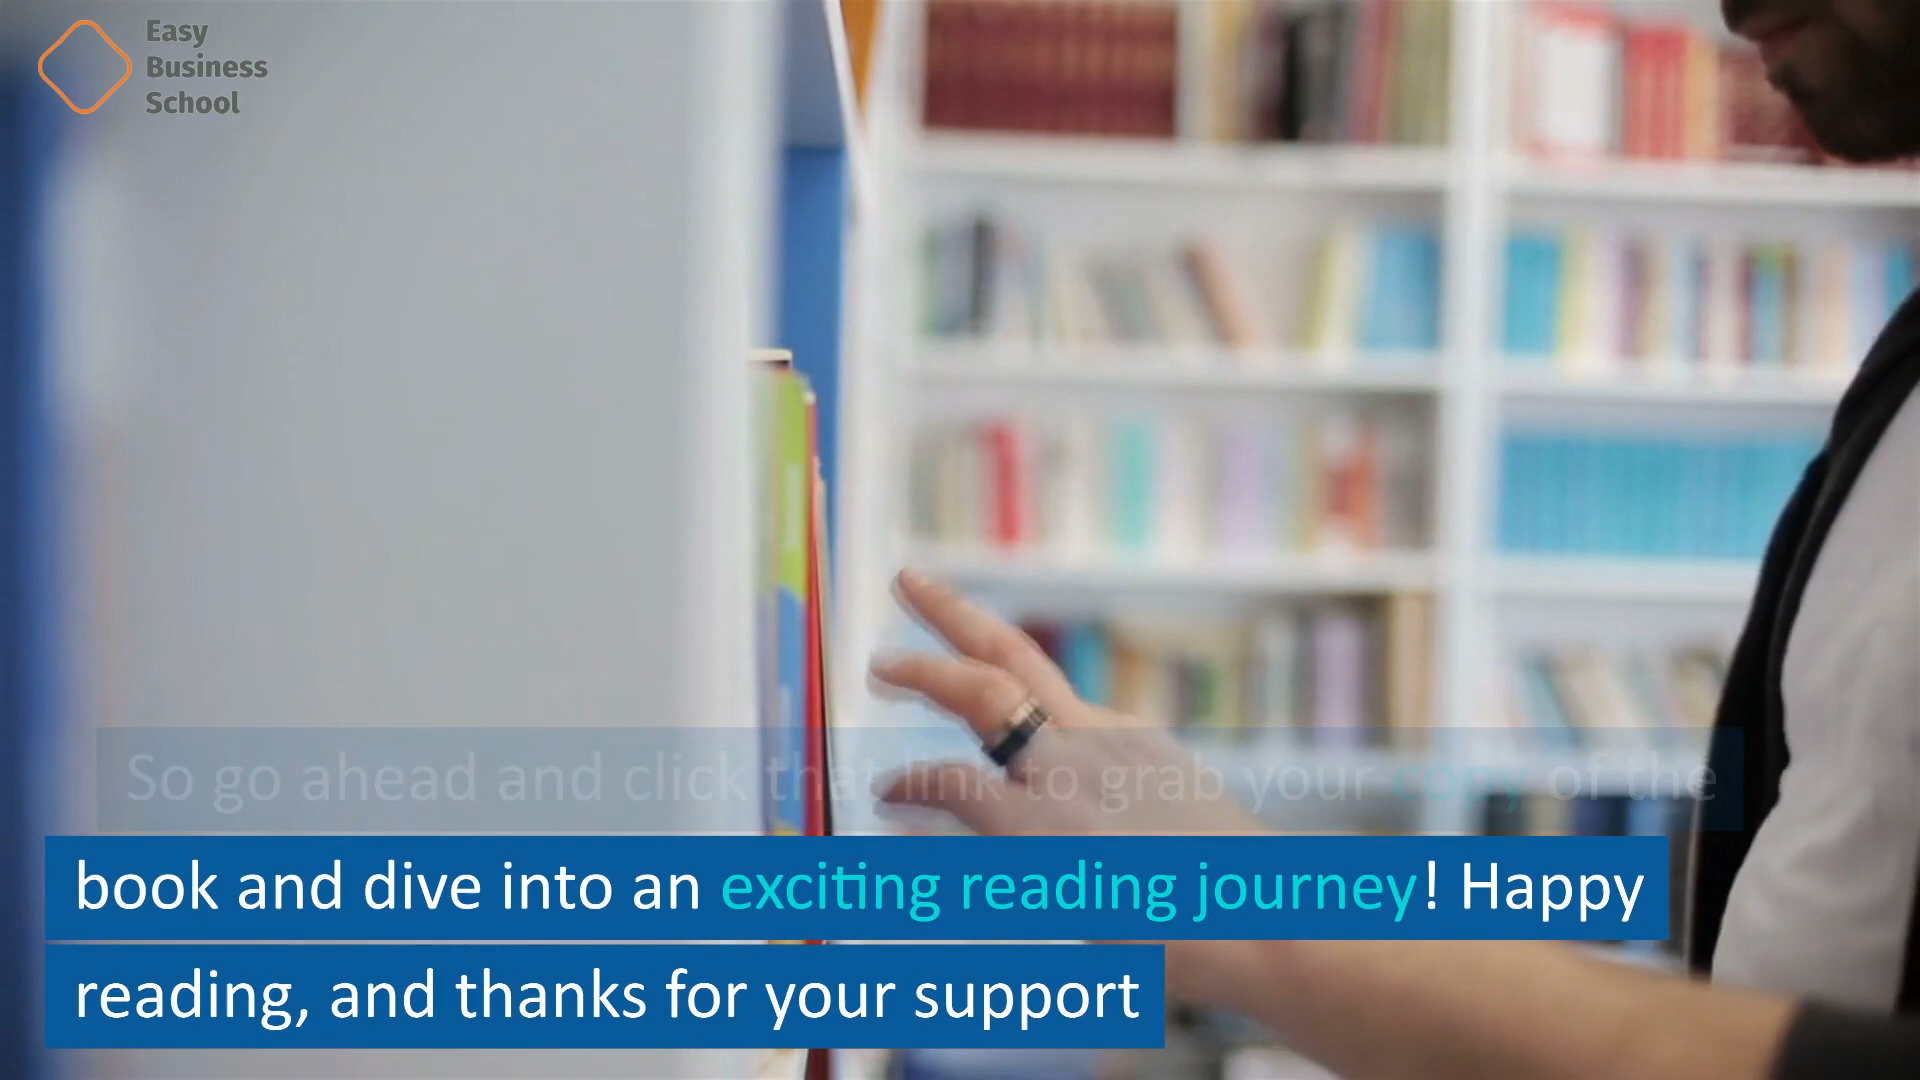 Easy
Business
School
So go ahead and click that link to grab your copy of the
book and dive into an exciting reading journey! Happy
reading, and thanks for your support